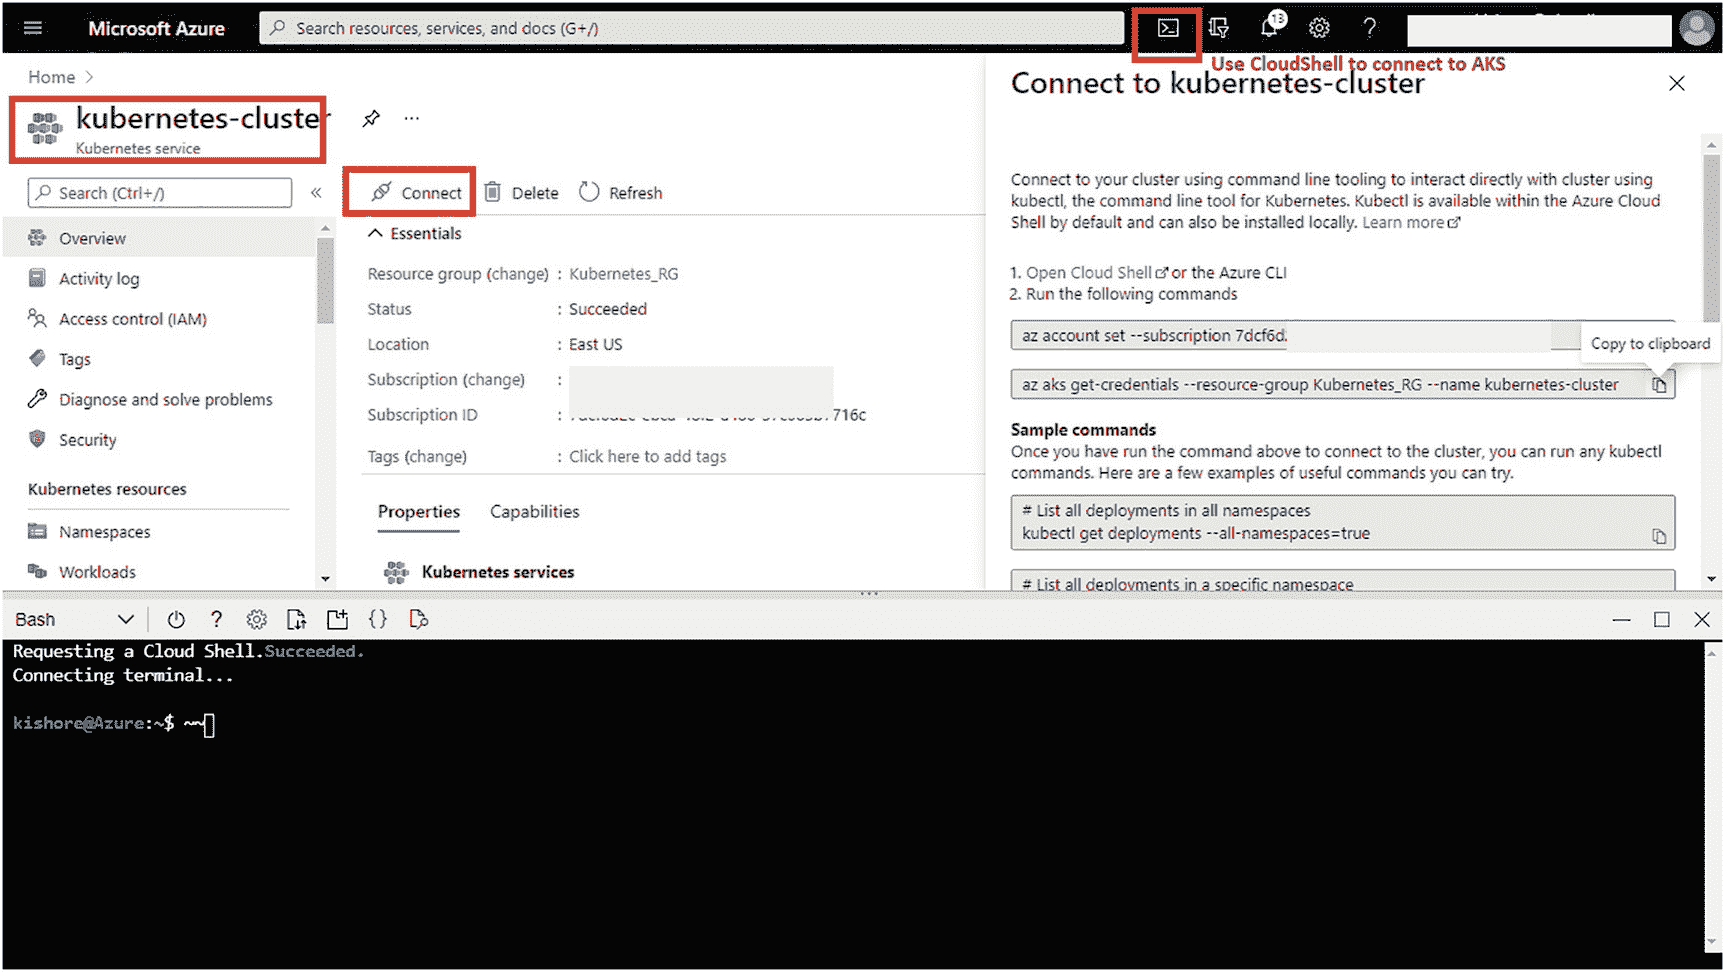 Microsoft Azure
Search resources, services, and docs (G+/)
13
Use CloudShell to connect to AKS
Home
kubernetes-cluster
Kubernetes service
Search (Ctrl+/)
Overview
Activity log
Access control (IAM)
Tags
Diagnose and solve problems
Security
Kubernetes resources
Namespaces
Workloads
Connect
Delete
Refresh
Essentials
Resource group (change) : Kubernetes_RG
Status : Succeeded
Location : East US
Subscription (change) :
Subscription ID : 716c
Tags (change) : Click here to add tags
Properties Capabilities
Kubernetes services
Connect to kubernetes-cluster
Connect to your cluster using command line tooling to interact directly with cluster using
kubectl, the command line tool for Kubernetes. Kubectl is available within the Azure Cloud
Shell by default and can also be installed locally. Learn more
1. Open Cloud Shell or the Azure CLI
2. Run the following commands
az account set --subscription 7dcf6d
Copy to clipboard
az aks get-credentials --resource-group Kubernetes_RG --name kubernetes-cluster
Sample commands
Once you have run the command above to connect to the cluster, you can run any kubectl
commands. Here are a few examples of useful commands you can try.
# List all deployments in all namespaces
kubectl get deployments --all-namespaces=true
# List all deployments in a specific namespace
Bash
Requesting a Cloud Shell.Succeeded.
Connecting terminal...
kishore@Azure:~$ ~~